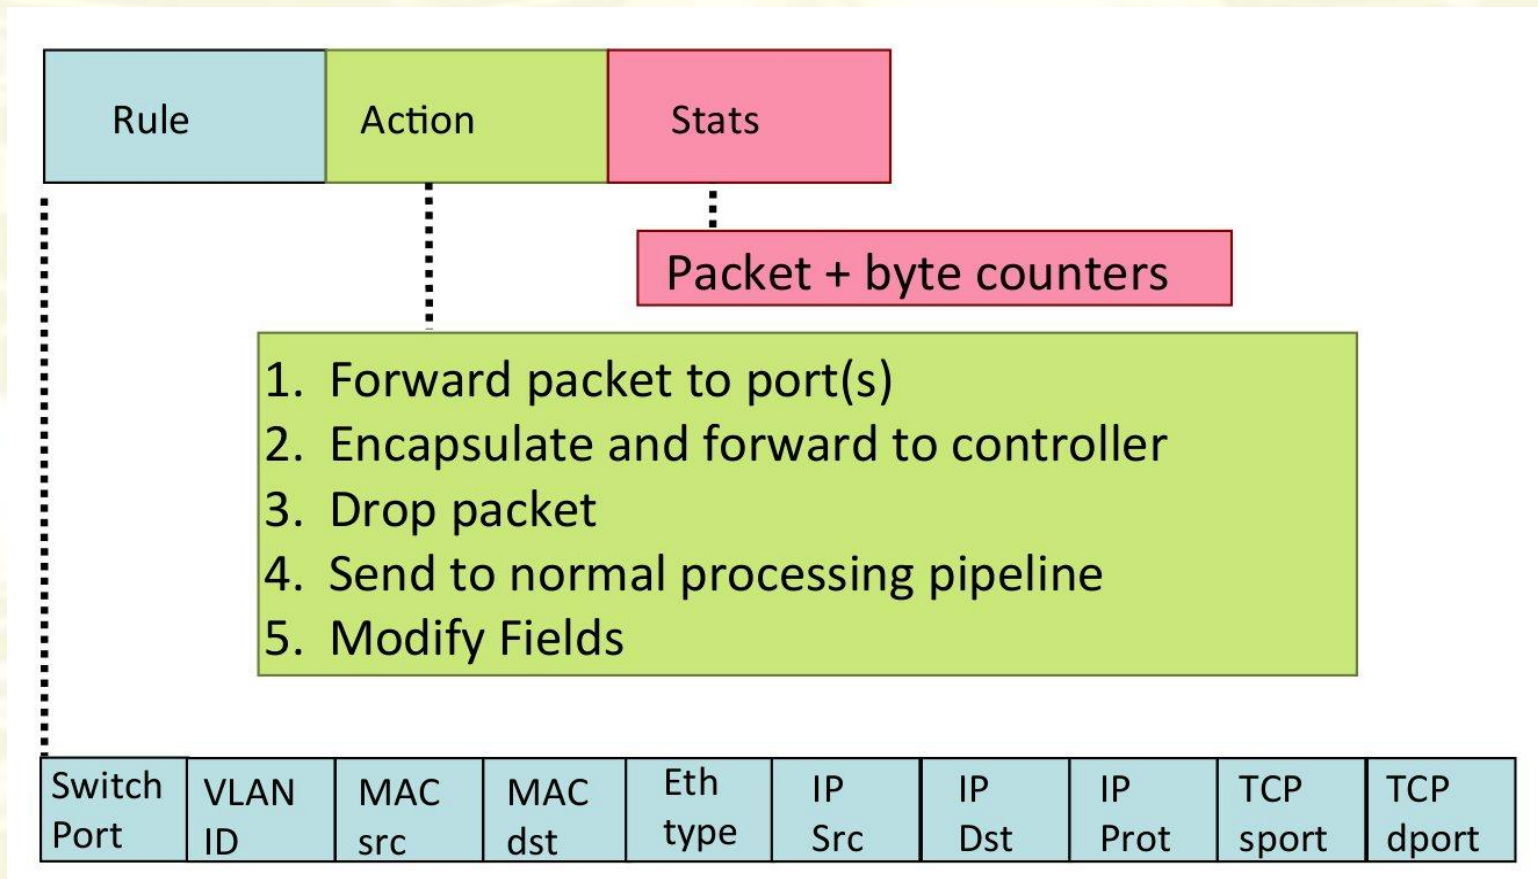 Rule Action Stats
Packet + byte counters
1. Forward packet to port(s)
2. Encapsulate and forward to controller
3. Drop packet
4. Send to normal processing pipeline
5. Modify Fields
Switch Port
VLAN ID
MAC src
MAC dst
Eth type
IP Src
IP Dst
IP Prot
TCP sport
TCP dport